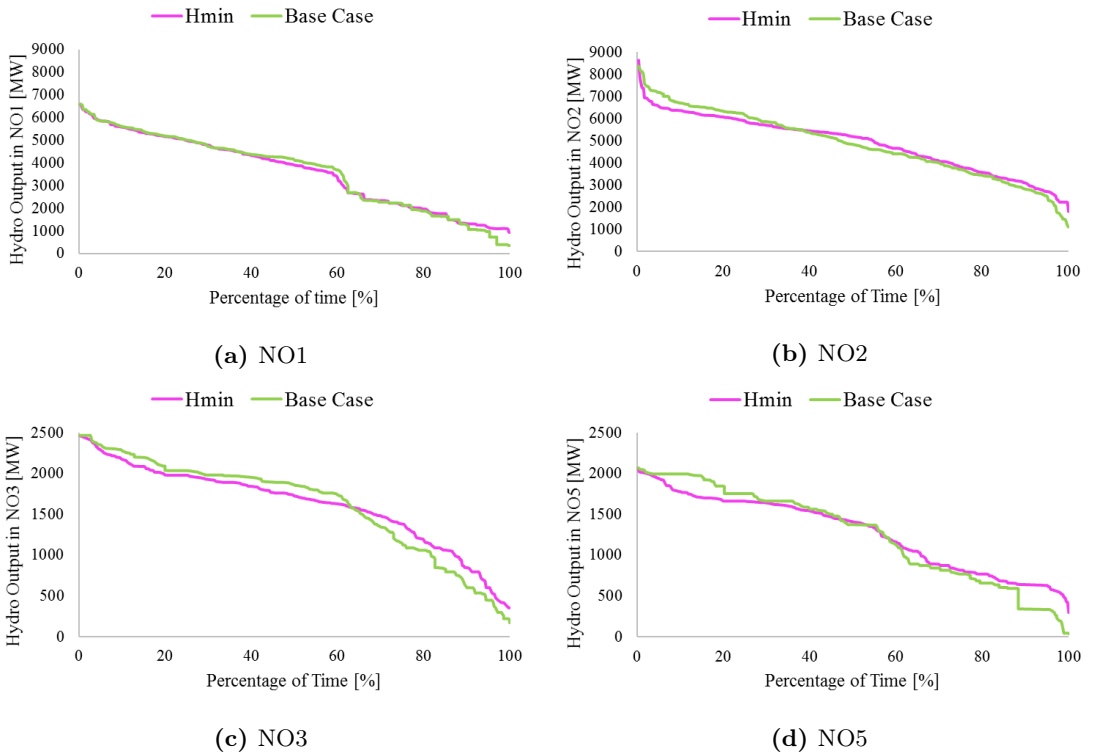 Hmin Base Case
Hydro Output in NO1 [MW]
9000
8000
7000
6000
5000
4000
3000
2000
1000
0
0 20 40 60 80 100
Percentage of time [%]
(a) NO1
Hmin Base Case
Hydro Output in NO2 [MW]
9000
8000
7000
6000
5000
4000
3000
2000
1000
0
0 20 40 60 80 100
Percentage of Time [%]
(b) NO2
Hmin Base Case
Hydro Output in NO3 [MW]
2500
2000
1500
1000
500
0
0 20 40 60 80 100
Percentage of Time [%]
(c) NO3
Hmin Base Case
Hydro Output in NO5 [MW]
2500
2000
1500
1000
500
0
0 20 40 60 80 100
Percentage of Time [%]
(d) NO5